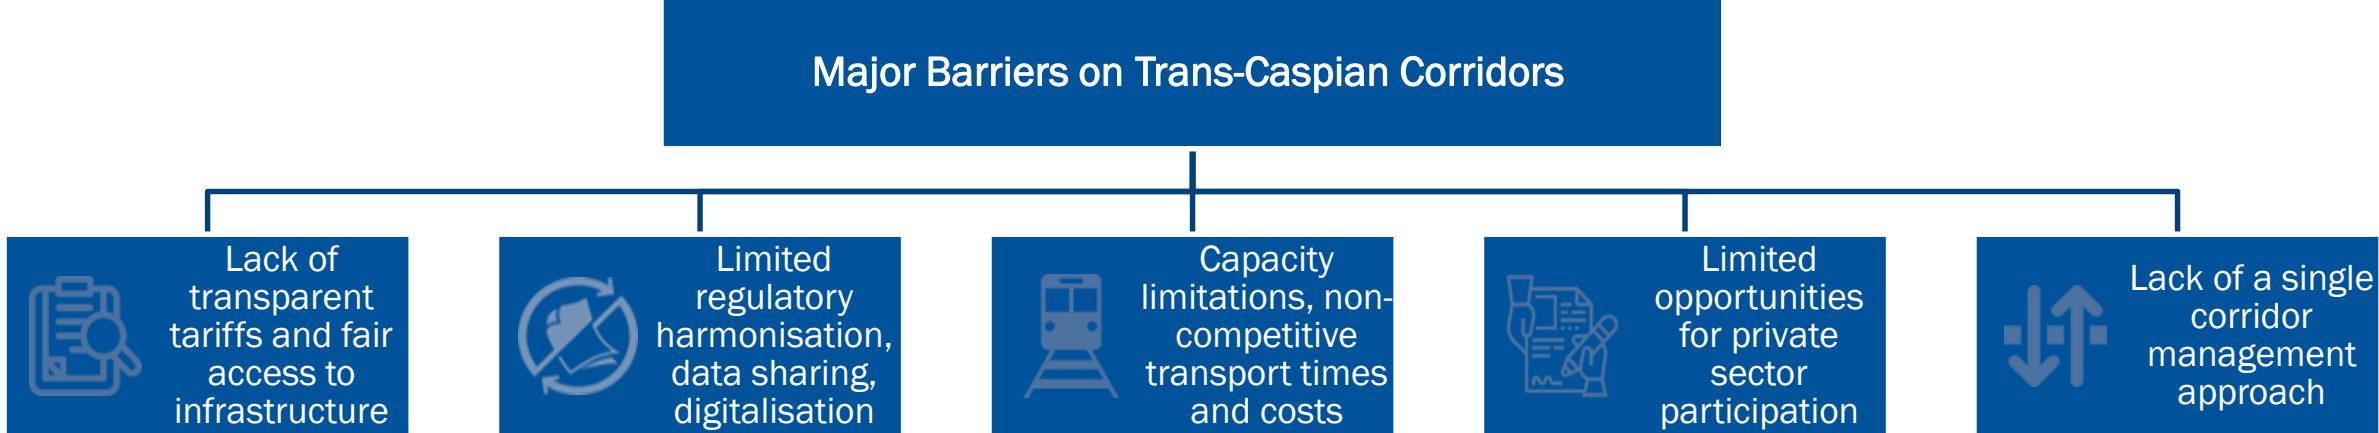 Major Barriers on Trans-Caspian Corridors
Lack of
transparent
tariffs and fair
access to
infrastructure
Limited
regulatory
harmonisation,
data sharing,
digitalisation
Capacity
limitations, non-
competitive
transport times
and costs
Limited
opportunities
for private
sector
participation
Lack of a single
corridor
management
approach